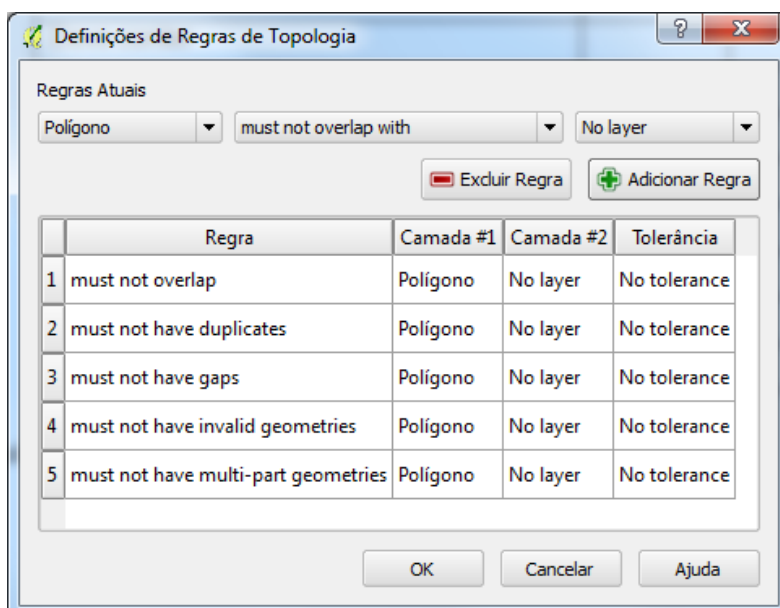 Definições de Regras de Topologia
Regras Atuais
Polígono must not overlap with No layer
Excluir Regra Adicionar Regra
Regra Camada #1 Camada #2 Tolerância
1 must not overlap Polígono No layer No tolerance
2 must not have duplicates Polígono No layer No tolerance
3 must not have gaps Polígono No layer No tolerance
4 must not have invalid geometries Polígono No layer No tolerance
5 must not have multi-part geometries Polígono No layer No tolerance
OK Cancelar Ajuda